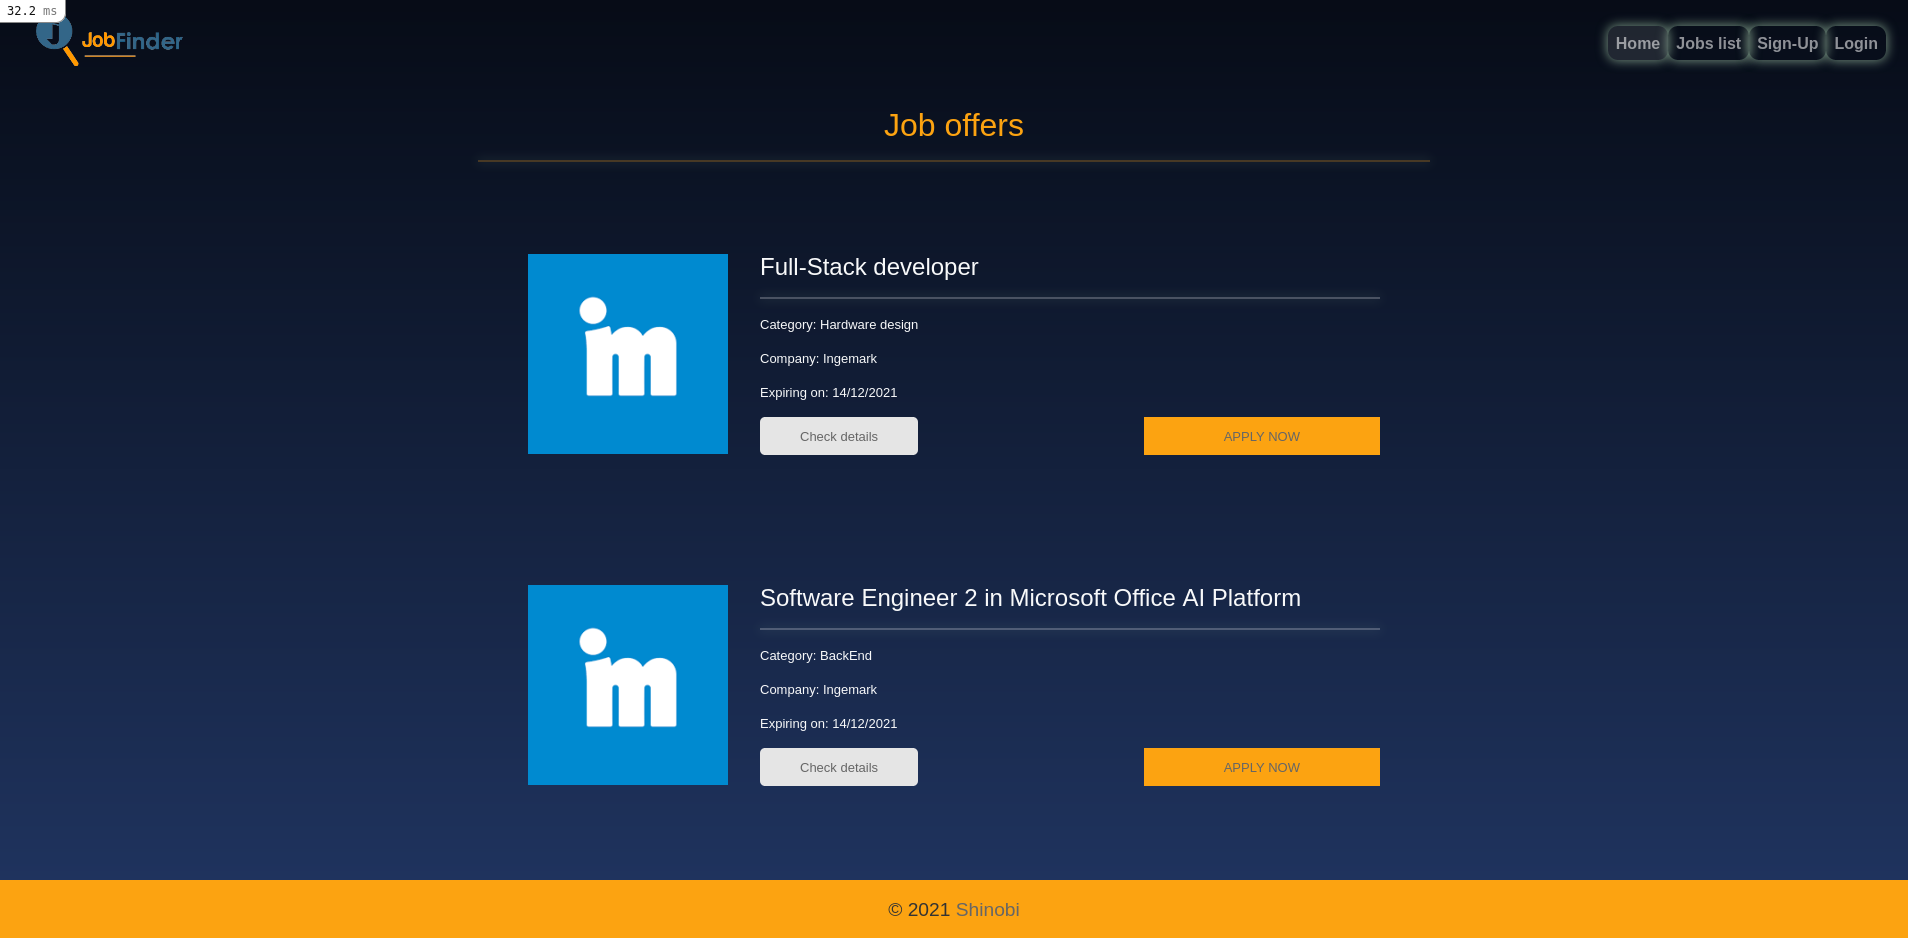 32.2 ms
J
JobFinder
Home Jobs list Sign-Up Login
Job offers
im
Full-Stack developer
Category: Hardware design
Company: Ingemark
Expiring on: 14/12/2021
Check details APPLY NOW
im
Software Engineer 2 in Microsoft Office AI Platform
Category: BackEnd
Company: Ingemark
Expiring on: 14/12/2021
Check details APPLY NOW
© 2021 Shinobi